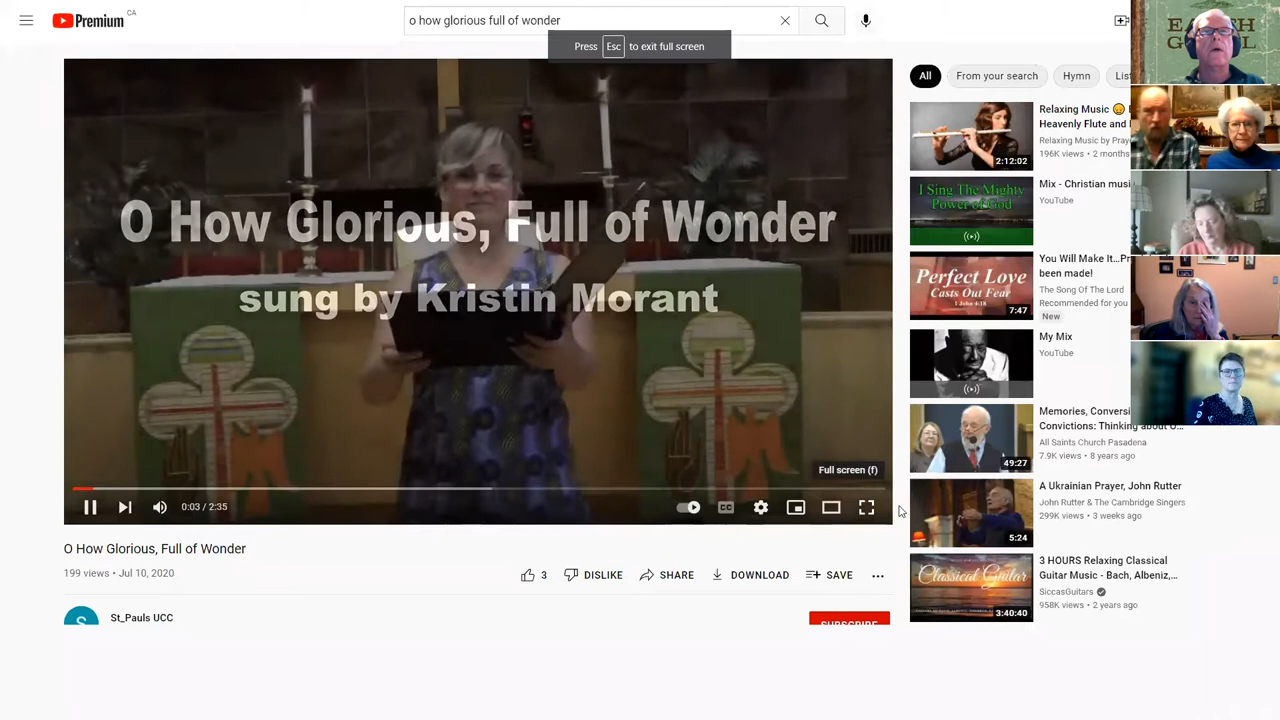 Premium CA
o how glorious full of wonder
Press Esc to exit full screen
O How Glorious, Full of Wonder
sung by Kristin Morant
Full screen (f)
0:03 / 2:35
CC
O How Glorious, Full of Wonder
199 views • Jul 10, 2020
3
DISLIKE
SHARE
DOWNLOAD
SAVE
St_Pauls UCC
SUBSCRIBE
All
From your search
Hymn
2:12:02
Relaxing Music
Heavenly Flute and
Relaxing Music by
196K views • 2 months
I Sing The Mighty
Power of God
Mix - Christian
YouTube
Perfect Love
Casts Out Fear
1 John 4:18
7:47
You Will Make It...
been made!
The Song Of The Lord
Recommended for you
New
My Mix
YouTube
49:27
Memories,
Convictions: Thinking about
All Saints Church Pasadena
7.9K views • 8 years ago
5:24
A Ukrainian Prayer, John Rutter
John Rutter & The Cambridge Singers
299K views • 3 weeks ago
Classical Guitar
3:40:40
3 HOURS Relaxing Classical
Guitar Music - Bach, Albeniz,...
SiccasGuitars
958K views • 2 years ago